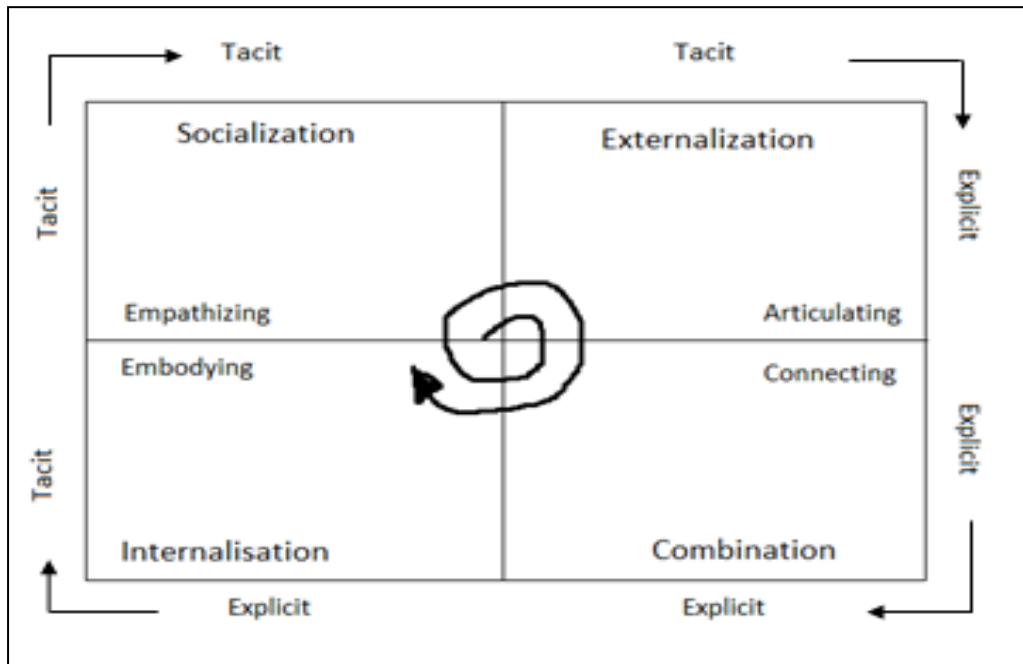 Tacit Tacit
Socialization Externalization
Tacit Explicit
Empathizing Articulating
Embodying Connecting
Tacit Explicit
Internalisation Combination
Explicit Explicit